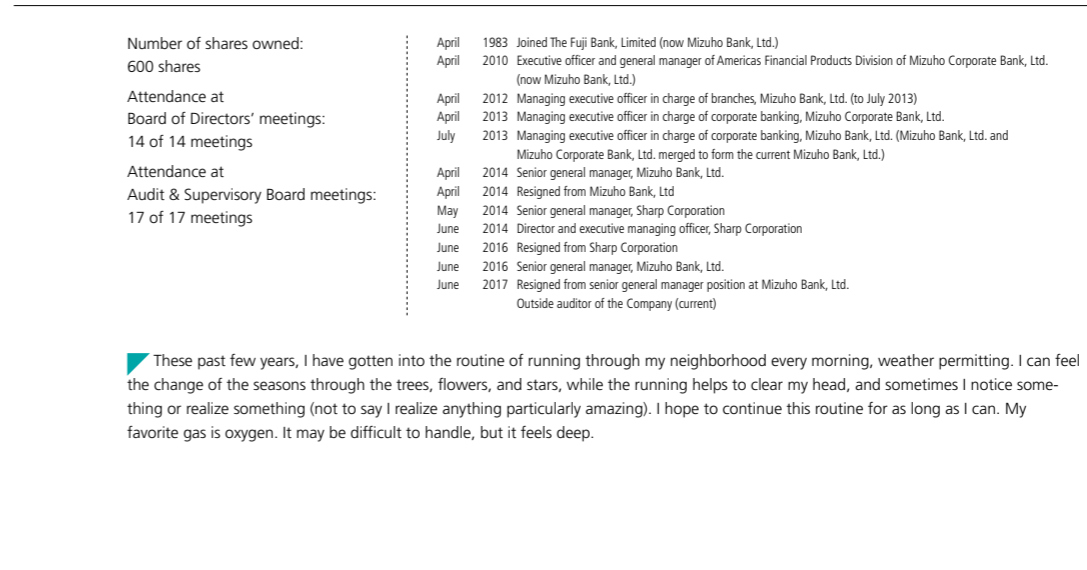 Number of shares owned:
600 shares
Attendance at
Board of Directors’ meetings:
14 of 14 meetings
Attendance at
Audit & Supervisory Board meetings:
17 of 17 meetings
April 1983 Joined The Fuji Bank, Limited (now Mizuho Bank, Ltd.)
April 2010 Executive officer and general manager of Americas Financial Products Division of Mizuho Corporate Bank, Ltd.
(now Mizuho Bank, Ltd.)
April 2012 Managing executive officer in charge of branches, Mizuho Bank, Ltd. (to July 2013)
April 2013 Managing executive officer in charge of corporate banking, Mizuho Corporate Bank, Ltd.
July 2013 Managing executive officer in charge of corporate banking, Mizuho Bank, Ltd. (Mizuho Bank, Ltd. and
Mizuho Corporate Bank, Ltd. merged to form the current Mizuho Bank, Ltd.)
April 2014 Senior general manager, Mizuho Bank, Ltd.
April 2014 Resigned from Mizuho Bank, Ltd
May 2014 Senior general manager, Sharp Corporation
June 2014 Director and executive managing officer, Sharp Corporation
June 2016 Resigned from Sharp Corporation
June 2016 Senior general manager, Mizuho Bank, Ltd.
June 2017 Resigned from senior general manager position at Mizuho Bank, Ltd.
Outside auditor of the Company (current)
These past few years, I have gotten into the routine of running through my neighborhood every morning, weather permitting. I can feel
the change of the seasons through the trees, flowers, and stars, while the running helps to clear my head, and sometimes I notice some-
thing or realize something (not to say I realize anything particularly amazing). I hope to continue this routine for as long as I can. My
favorite gas is oxygen. It may be difficult to handle, but it feels deep.